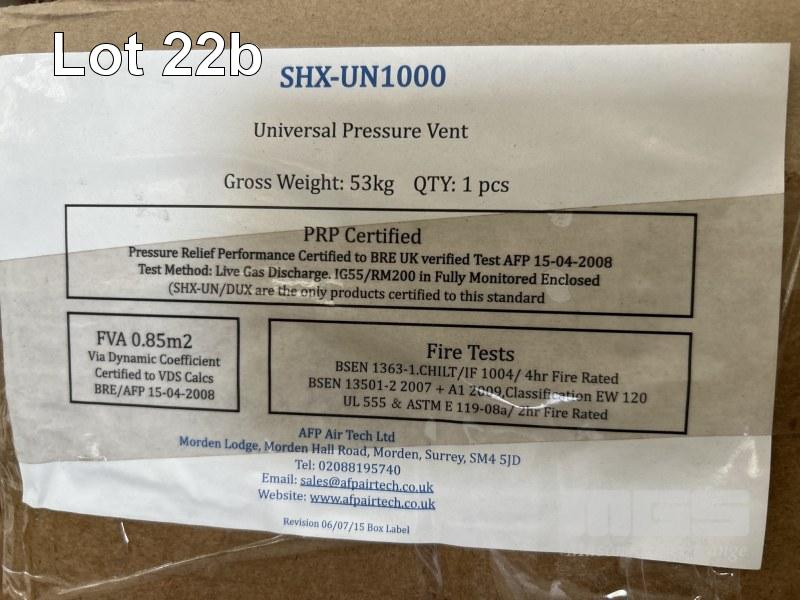 Lot 22b
SHX-UN1000
Universal Pressure Vent
Gross Weight: 53kg QTY: 1 pcs
PRP Certified
Pressure Relief Performance Certified to BRE UK verified Test AFP 15-04-2008
Test Method: Live Gas Discharge. IG55/RM200 in Fully Monitored Enclosed
(SHX-UN/DUX are the only products certified to this standard
FVA 0.85m2
Via Dynamic Coefficient
Certified to VDS Calcs
BRE/AFP 15-04-2008
Fire Tests
BSEN 1363-1.CHILT/IF 1004/ 4hr Fire Rated
BSEN 13501-2 2007 + A1 2009,Classification EW 120
UL 555 & ASTM E 119-08a/ 2hr Fire Rated
AFP Air Tech Ltd
Morden Lodge, Morden Hall Road, Morden, Surrey, SM4 5JD
Tel: 02088195740
Email: sales@afpairtech.co.uk
Website: www.afpairtech.co.uk
Revision 06/07/15 Box Label